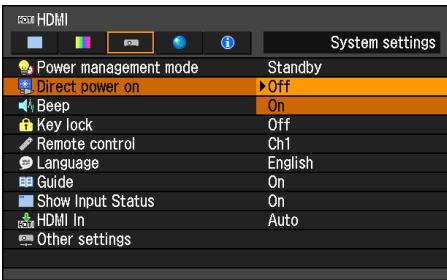 HDMI
System settings
Power management mode Standby
Direct power on Off
Beep On
Key lock Off
Remote control Ch1
Language English
Guide On
Show Input Status On
HDMI In Auto
Other settings